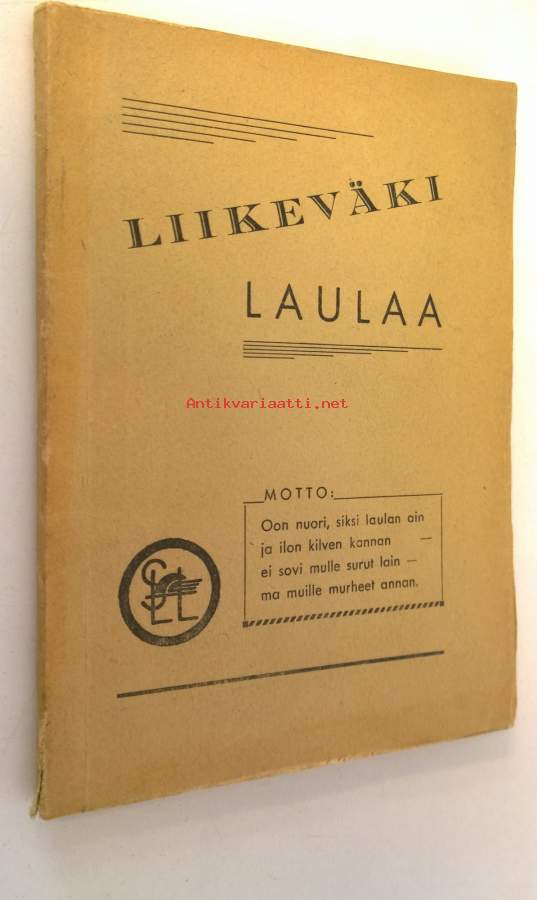 LIIKEVÄKI
LAULAA
Antikvariaatti.net
MOTTO:
Oon nuori, siksi laulan ain
ja ilon kilven kannan —
ei sovi mulle surut lain —
ma muille murheet annan.
SLL